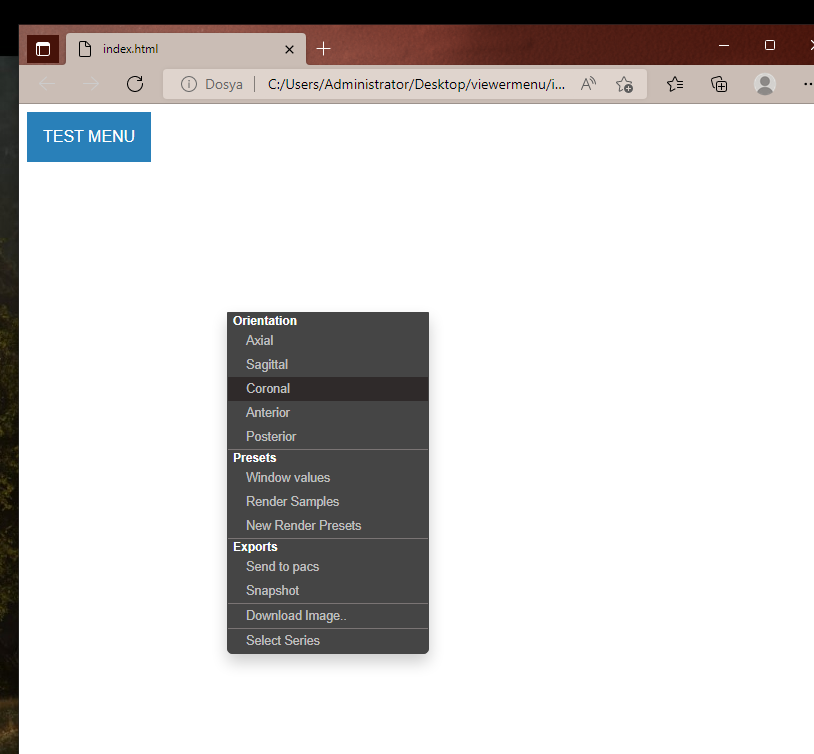 index.html
Dosya C:/Users/Administrator/Desktop/viewermenu/i...
TEST MENU
Orientation
Axial
Sagittal
Coronal
Anterior
Posterior
Presets
Window values
Render Samples
New Render Presets
Exports
Send to pacs
Snapshot
Download Image..
Select Series